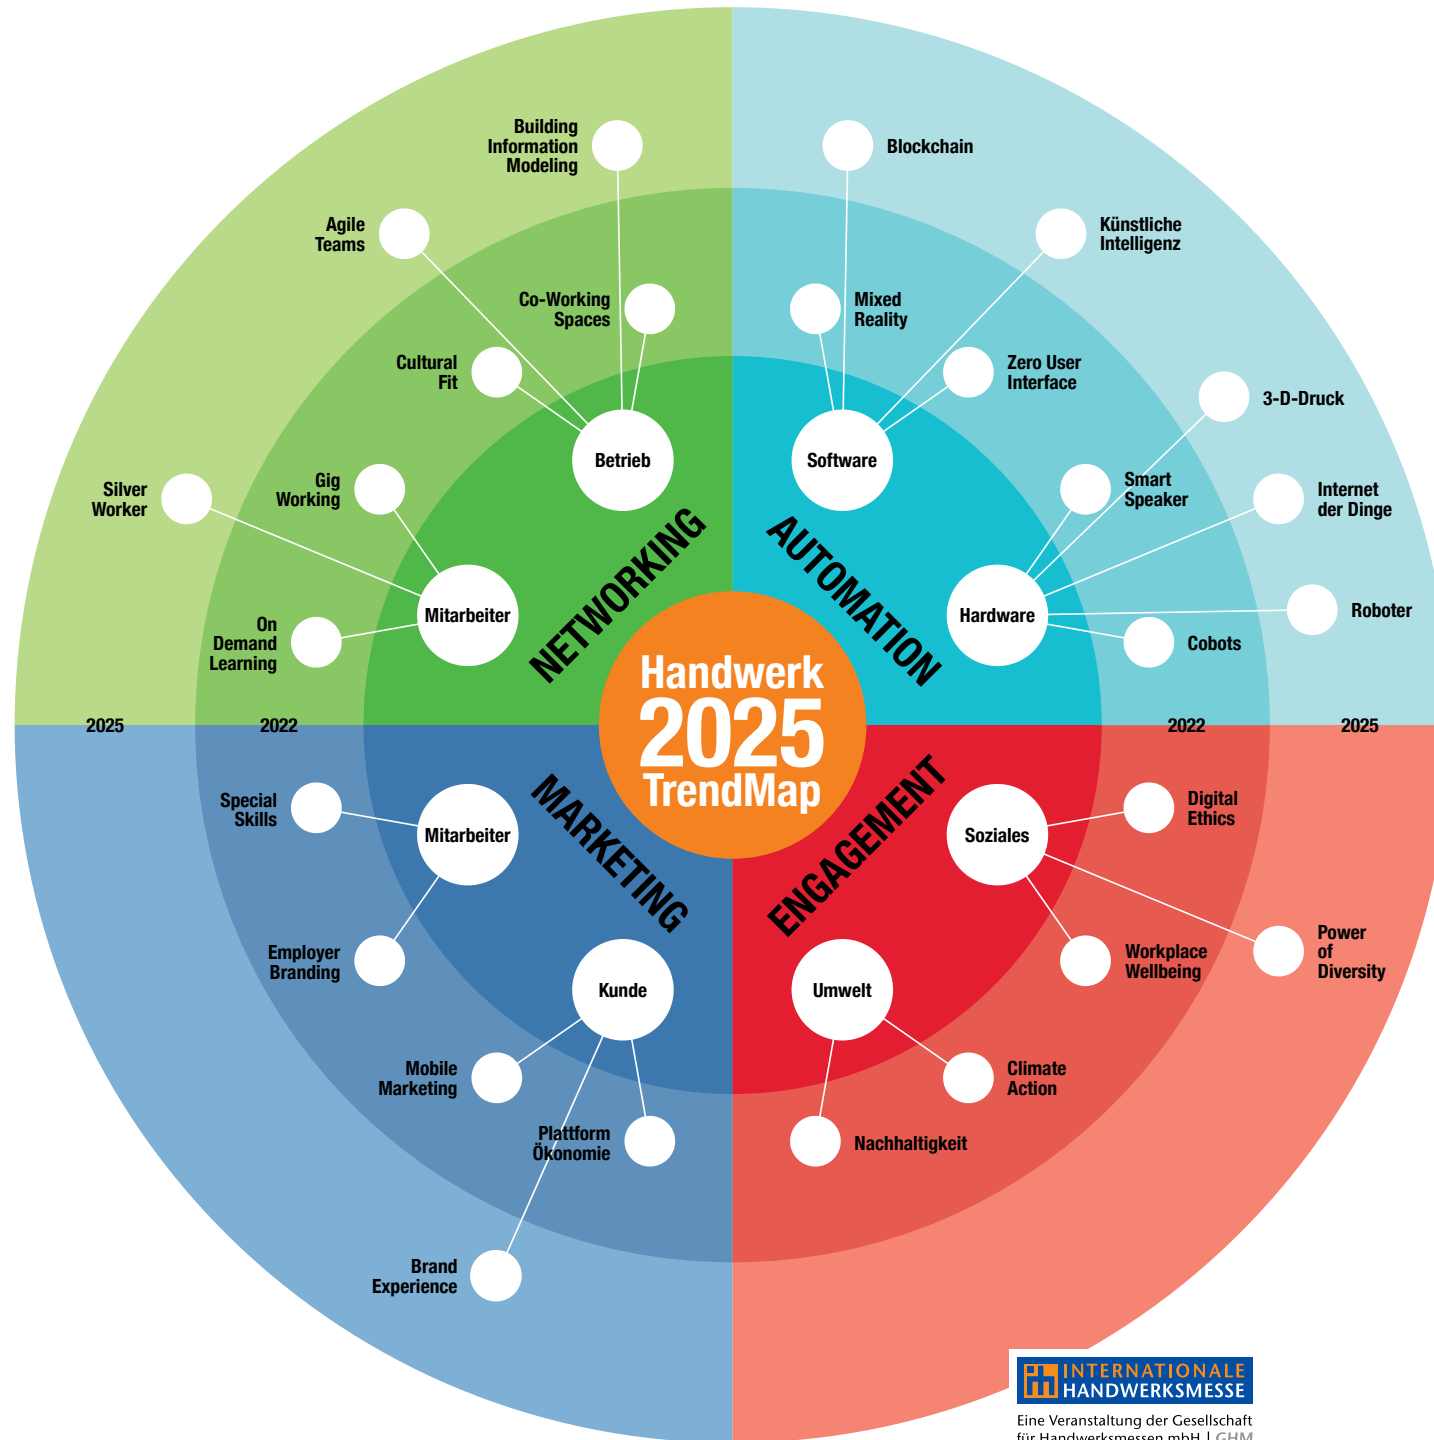 Building
Information
Modeling
Agile
Teams
Co-Working
Spaces
Cultural
Fit
Betrieb
Silver
Worker
Gig
Working
Mitarbeiter
On
Demand
Learning
NETWORKING
Blockchain
Künstliche
Intelligenz
Mixed
Reality
Zero User
Interface
Software
3-D-Druck
Smart
Speaker
Internet
der Dinge
Hardware
Roboter
Cobots
AUTOMATION
Handwerk
2025
TrendMap
2025
2022
2022
2025
Special
Skills
Mitarbeiter
Employer
Branding
MARKETING
Kunde
Mobile
Marketing
Plattform
Ökonomie
Brand
Experience
ENGAGEMENT
Soziales
Digital
Ethics
Power
of
Diversity
Workplace
Wellbeing
Umwelt
Climate
Action
Nachhaltigkeit
INTERNATIONALE
HANDWERKSMESSE
Eine Veranstaltung der Gesellschaft
für Handwerksmessen mbH | GHM